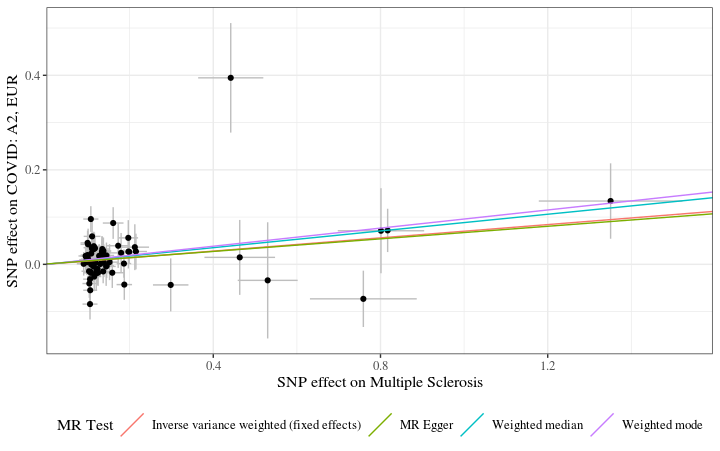 SNP effect on COVID: A2, EUR
0.4
0.2
0.0
0.4
0.8
1.2
SNP effect on Multiple Sclerosis
MR Test
Inverse variance weighted (fixed effects)
MR Egger
Weighted median
Weighted mode